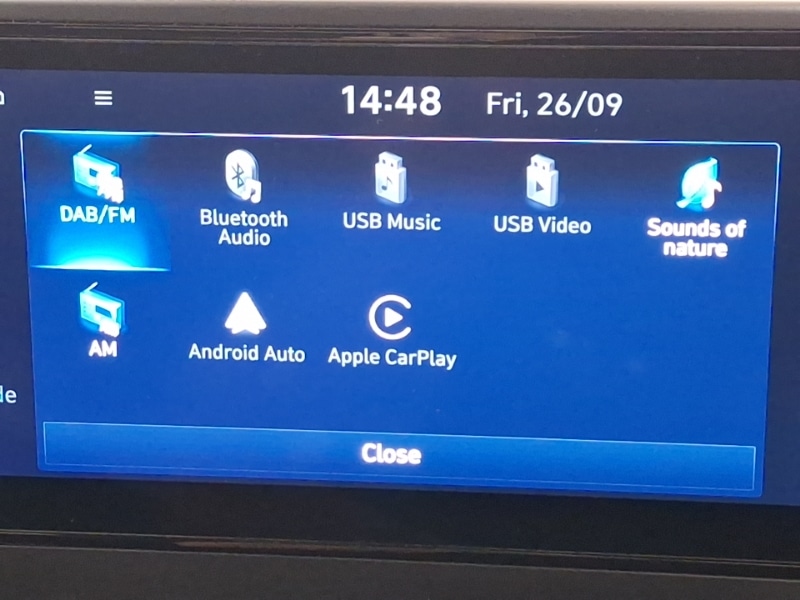 14:48 Fri, 26/09
DAB/FM
Bluetooth
Audio
USB Music
USB Video
Sounds of
nature
AM
Android Auto
Apple CarPlay
Close